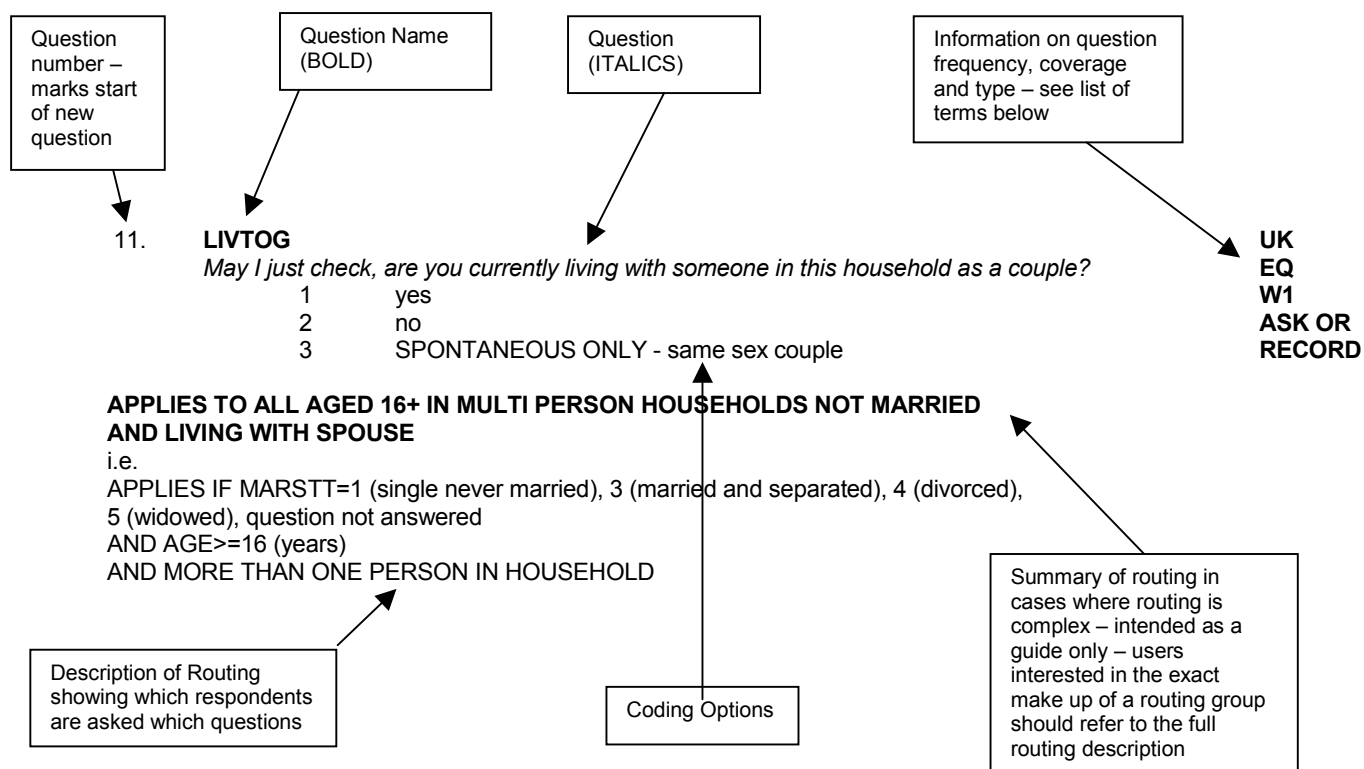 Question
number –
marks start
of new
question
Question Name
(BOLD)
Question
(ITALICS)
Information on question
frequency, coverage
and type – see list of
terms below
11. LIVTOG
May I just check, are you currently living with someone in this household as a couple?
1 yes
2 no
3 SPONTANEOUS ONLY - same sex couple
UK
EQ
W1
ASK OR
RECORD
APPLIES TO ALL AGED 16+ IN MULTI PERSON HOUSEHOLDS NOT MARRIED
AND LIVING WITH SPOUSE
i.e.
APPLIES IF MARSTT=1 (single never married), 3 (married and separated), 4 (divorced),
5 (widowed), question not answered
AND AGE>=16 (years)
AND MORE THAN ONE PERSON IN HOUSEHOLD
Description of Routing
showing which respondents
are asked which questions
Coding Options
Summary of routing in
cases where routing is
complex – intended as a
guide only – users
interested in the exact
make up of a routing group
should refer to the full
routing description